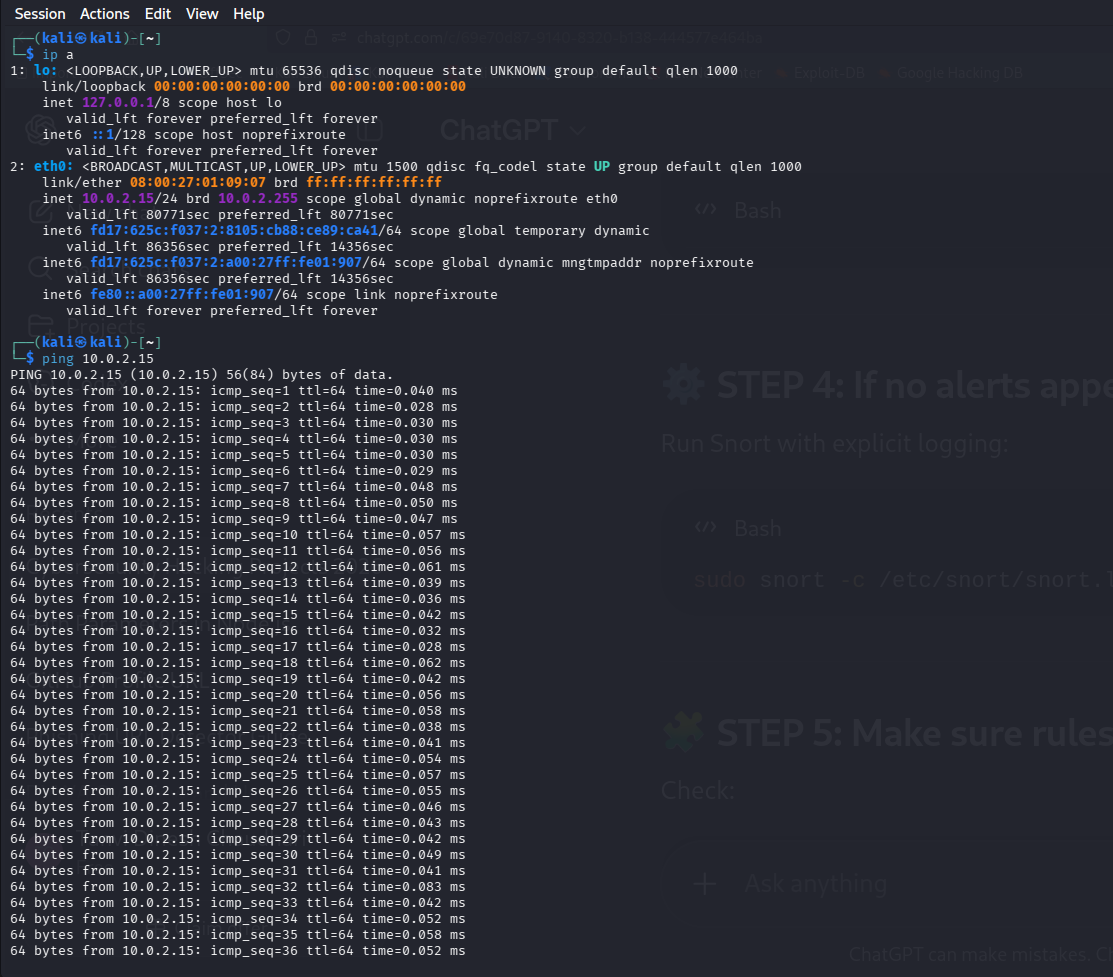 Session Actions Edit View Help
┌──(kali㉿kali)-[~]
└─$ ip a
1: lo: <LOOPBACK,UP,LOWER_UP> mtu 65536 qdisc noqueue state UNKNOWN group default qlen 1000
    link/loopback 00:00:00:00:00:00 brd 00:00:00:00:00:00
    inet 127.0.0.1/8 scope host lo
       valid_lft forever preferred_lft forever
    inet6 ::1/128 scope host noprefixroute
       valid_lft forever preferred_lft forever
2: eth0: <BROADCAST,MULTICAST,UP,LOWER_UP> mtu 1500 qdisc fq_codel state UP group default qlen 1000
    link/ether 08:00:27:01:09:07 brd ff:ff:ff:ff:ff:ff
    inet 10.0.2.15/24 brd 10.0.2.255 scope global dynamic noprefixroute eth0
       valid_lft 80771sec preferred_lft 80771sec
    inet6 fd17:625c:f037:2:8105:cb88:ce89:ca41/64 scope global temporary dynamic
       valid_lft 86356sec preferred_lft 14356sec
    inet6 fd17:625c:f037:2:a00:27ff:fe01:907/64 scope global dynamic mngtmpaddr noprefixroute
       valid_lft 86356sec preferred_lft 14356sec
    inet6 fe80::a00:27ff:fe01:907/64 scope link noprefixroute
       valid_lft forever preferred_lft forever
┌──(kali㉿kali)-[~]
└─$ ping 10.0.2.15
PING 10.0.2.15 (10.0.2.15) 56(84) bytes of data.
64 bytes from 10.0.2.15: icmp_seq=1 ttl=64 time=0.040 ms
64 bytes from 10.0.2.15: icmp_seq=2 ttl=64 time=0.028 ms
64 bytes from 10.0.2.15: icmp_seq=3 ttl=64 time=0.030 ms
64 bytes from 10.0.2.15: icmp_seq=4 ttl=64 time=0.030 ms
64 bytes from 10.0.2.15: icmp_seq=5 ttl=64 time=0.030 ms
64 bytes from 10.0.2.15: icmp_seq=6 ttl=64 time=0.029 ms
64 bytes from 10.0.2.15: icmp_seq=7 ttl=64 time=0.048 ms
64 bytes from 10.0.2.15: icmp_seq=8 ttl=64 time=0.050 ms
64 bytes from 10.0.2.15: icmp_seq=9 ttl=64 time=0.047 ms
64 bytes from 10.0.2.15: icmp_seq=10 ttl=64 time=0.057 ms
64 bytes from 10.0.2.15: icmp_seq=11 ttl=64 time=0.056 ms
64 bytes from 10.0.2.15: icmp_seq=12 ttl=64 time=0.061 ms
64 bytes from 10.0.2.15: icmp_seq=13 ttl=64 time=0.039 ms
64 bytes from 10.0.2.15: icmp_seq=14 ttl=64 time=0.036 ms
64 bytes from 10.0.2.15: icmp_seq=15 ttl=64 time=0.042 ms
64 bytes from 10.0.2.15: icmp_seq=16 ttl=64 time=0.032 ms
64 bytes from 10.0.2.15: icmp_seq=17 ttl=64 time=0.028 ms
64 bytes from 10.0.2.15: icmp_seq=18 ttl=64 time=0.062 ms
64 bytes from 10.0.2.15: icmp_seq=19 ttl=64 time=0.042 ms
64 bytes from 10.0.2.15: icmp_seq=20 ttl=64 time=0.056 ms
64 bytes from 10.0.2.15: icmp_seq=21 ttl=64 time=0.058 ms
64 bytes from 10.0.2.15: icmp_seq=22 ttl=64 time=0.038 ms
64 bytes from 10.0.2.15: icmp_seq=23 ttl=64 time=0.041 ms
64 bytes from 10.0.2.15: icmp_seq=24 ttl=64 time=0.054 ms
64 bytes from 10.0.2.15: icmp_seq=25 ttl=64 time=0.057 ms
64 bytes from 10.0.2.15: icmp_seq=26 ttl=64 time=0.055 ms
64 bytes from 10.0.2.15: icmp_seq=27 ttl=64 time=0.046 ms
64 bytes from 10.0.2.15: icmp_seq=28 ttl=64 time=0.043 ms
64 bytes from 10.0.2.15: icmp_seq=29 ttl=64 time=0.042 ms
64 bytes from 10.0.2.15: icmp_seq=30 ttl=64 time=0.049 ms
64 bytes from 10.0.2.15: icmp_seq=31 ttl=64 time=0.041 ms
64 bytes from 10.0.2.15: icmp_seq=32 ttl=64 time=0.083 ms
64 bytes from 10.0.2.15: icmp_seq=33 ttl=64 time=0.042 ms
64 bytes from 10.0.2.15: icmp_seq=34 ttl=64 time=0.052 ms
64 bytes from 10.0.2.15: icmp_seq=35 ttl=64 time=0.058 ms
64 bytes from 10.0.2.15: icmp_seq=36 ttl=64 time=0.052 ms
chatgpt.com
Exploit-DB
Google Hacking DB
ChatGPT
Projects
Bash
STEP 4: If no alerts appe
Run Snort with explicit logging:
Bash
sudo snort -c /etc/snort/snort.
STEP 5: Make sure rules
Check:
Ask anything
ChatGPT can make mistakes.